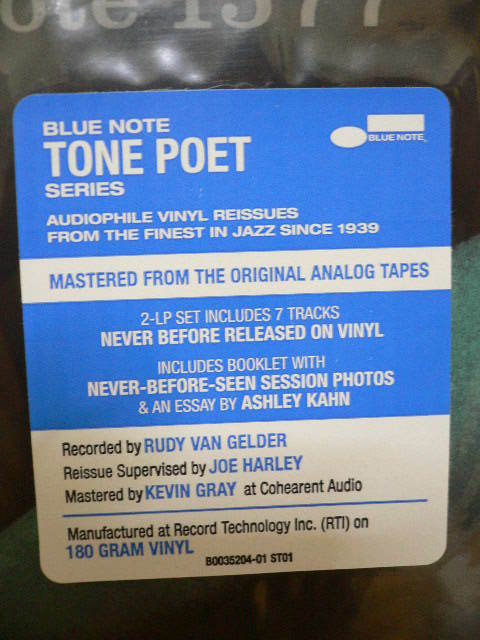 ote 1577
BLUE NOTE
TONE POET
SERIES
BLUE NOTE
AUDIOPHILE VINYL REISSUES
FROM THE FINEST IN JAZZ SINCE 1939
MASTERED FROM THE ORIGINAL ANALOG TAPES
2-LP SET INCLUDES 7 TRACKS
NEVER BEFORE RELEASED ON VINYL
INCLUDES BOOKLET WITH
NEVER-BEFORE-SEEN SESSION PHOTOS
& AN ESSAY BY ASHLEY KAHN
Recorded by RUDY VAN GELDER
Reissue Supervised by JOE HARLEY
Mastered by KEVIN GRAY at Cohearent Audio
Manufactured at Record Technology Inc. (RTI) on
180 GRAM VINYL
B0035204-01 ST01